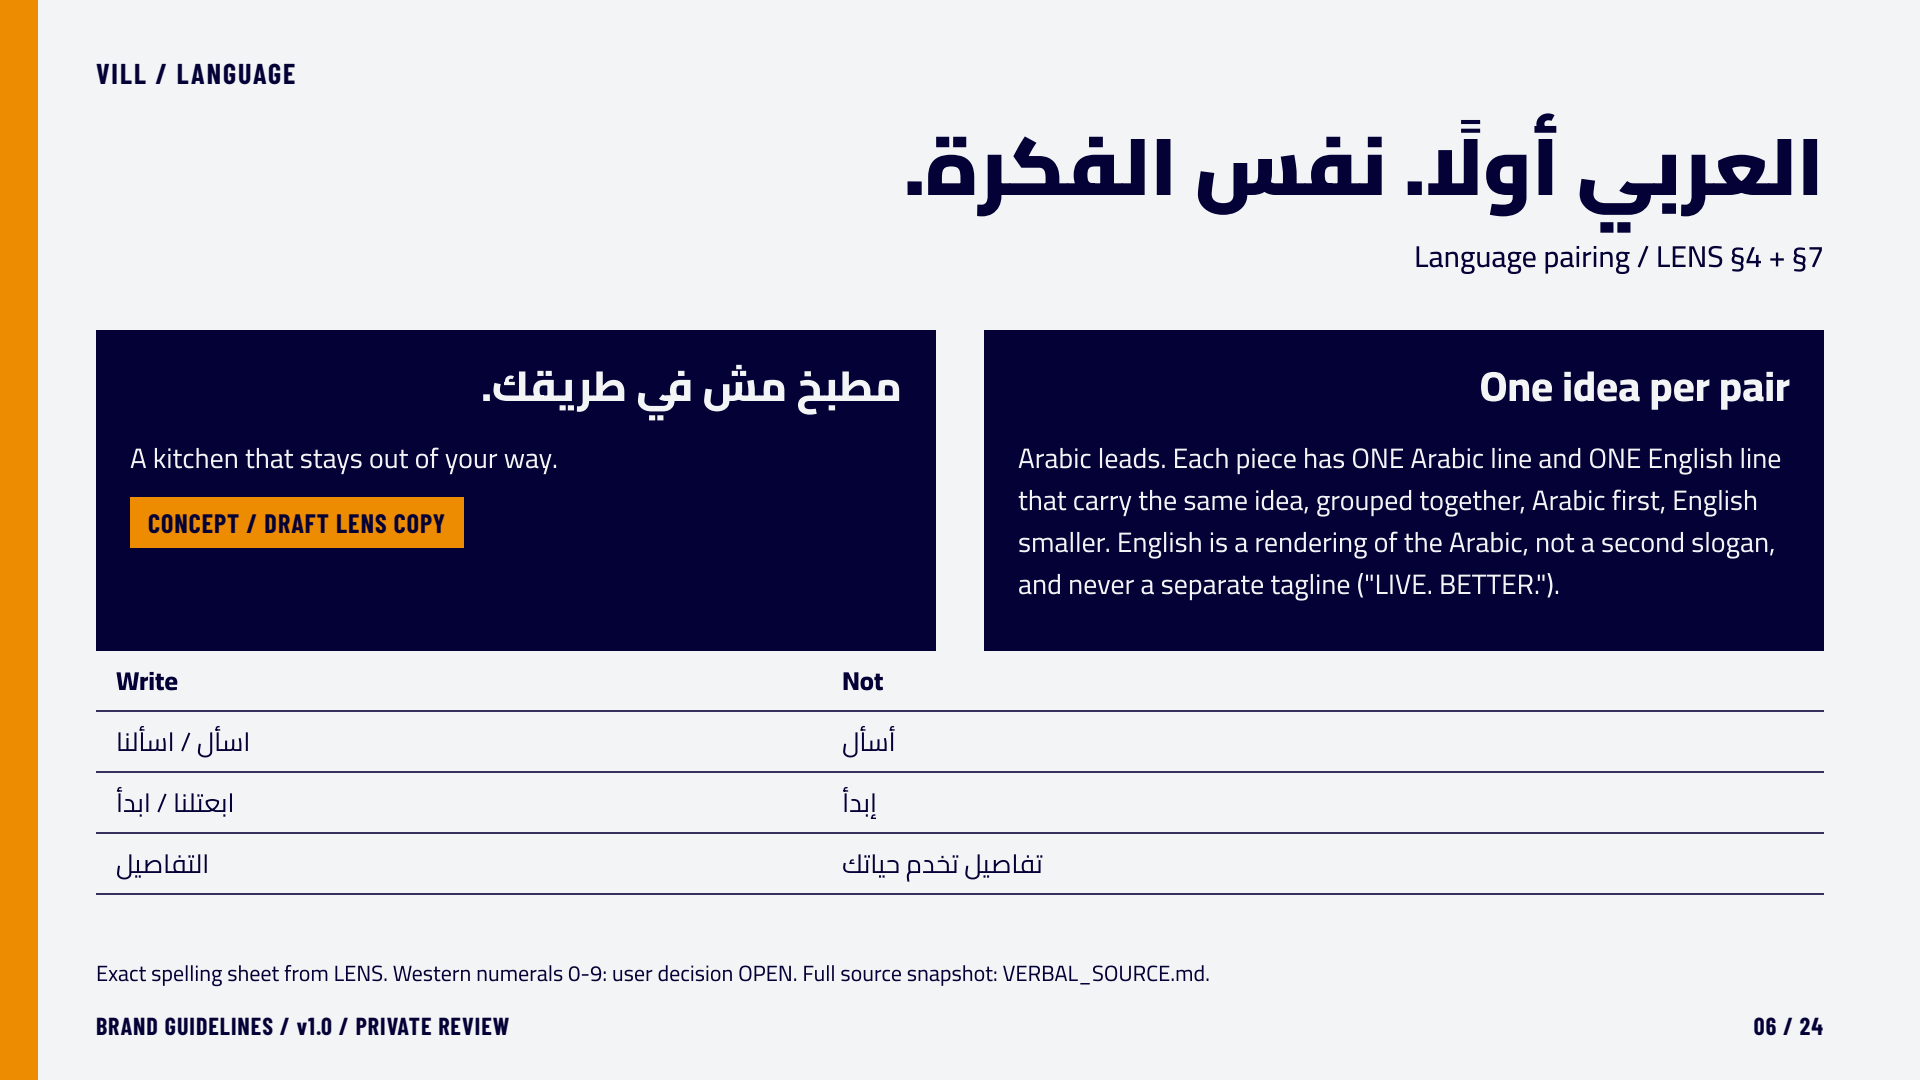 VILL / LANGUAGE
العربي أولًا. نفس الفكرة.
Language pairing / LENS §4 + §7
مطبخ مش في طريقك.
A kitchen that stays out of your way.
CONCEPT / DRAFT LENS COPY
One idea per pair
Arabic leads. Each piece has ONE Arabic line and ONE English line
that carry the same idea, grouped together, Arabic first, English
smaller. English is a rendering of the Arabic, not a second slogan,
and never a separate tagline ("LIVE. BETTER.").
Write Not
اسأل / اسألنا أسأل
ابعتلنا / ابدأ إبدأ
التفاصيل تفاصيل تخدم حياتك
Exact spelling sheet from LENS. Western numerals 0-9: user decision OPEN. Full source snapshot: VERBAL_SOURCE.md.
BRAND GUIDELINES / v1.0 / PRIVATE REVIEW 06 / 24